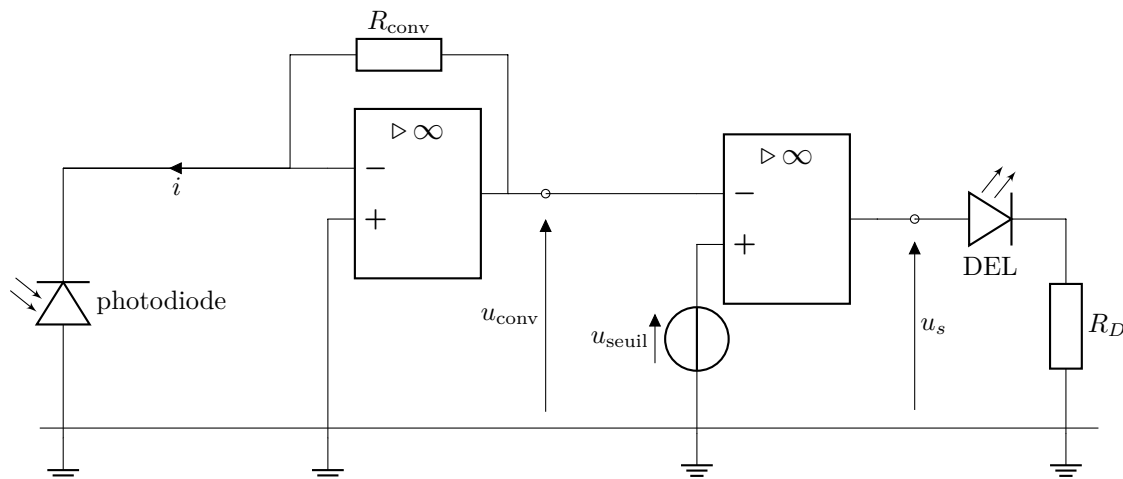 R_conv
▷ ∞
▷ ∞
−
i
−
+
+
DEL
photodiode
u_conv
u_seuil
u_s
R_D